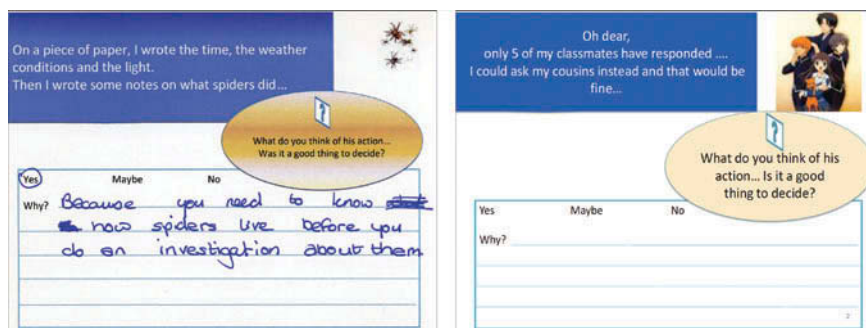 On a piece of paper, I wrote the time, the weather
conditions and the light.
Then I wrote some notes on what spiders did...
?
What do you think of his action...
Was it a good thing to decide?
Yes Maybe No
Why? Because you need to know
how spiders live before you
do an investigation about them
Oh dear,
only 5 of my classmates have responded ....
I could ask my cousins instead and that would be
fine...
?
What do you think of his
action... Is it a good
thing to decide?
Yes Maybe No
Why?
2